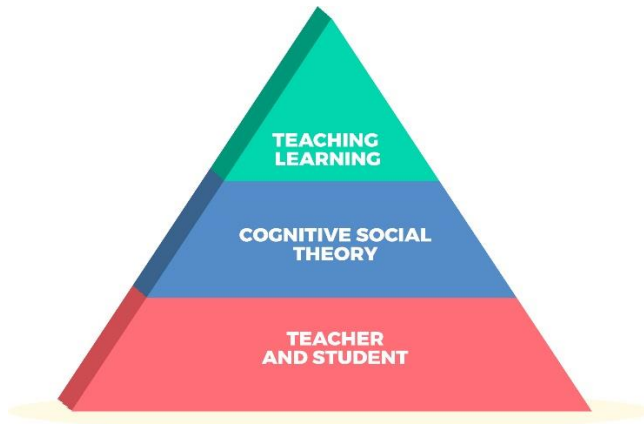 TEACHING
LEARNING
COGNITIVE SOCIAL
THEORY
TEACHER
AND STUDENT